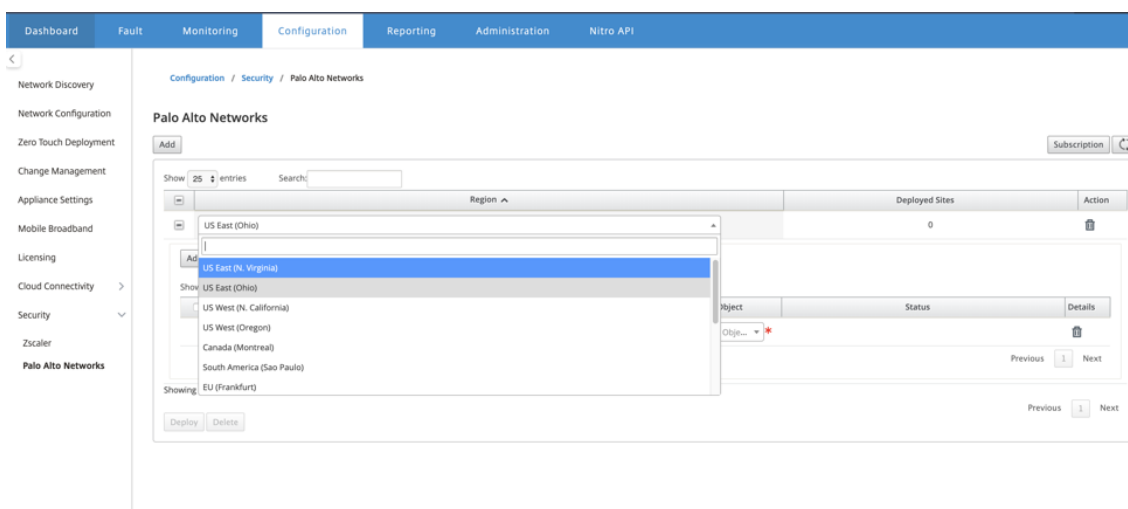 Dashboard Fault Monitoring Configuration Reporting Administration Nitro API
Network Discovery
Network Configuration
Zero Touch Deployment
Change Management
Appliance Settings
Mobile Broadband
Licensing
Cloud Connectivity
Security
Zscaler
Palo Alto Networks
Configuration / Security / Palo Alto Networks
Palo Alto Networks
Add Subscription
Show 25 entries Search:
Region Deployed Sites Action
US East (Ohio) 0
Ad
US East (N. Virginia)
Show US East (Ohio)
US West (N. California) Object Status Details
US West (Oregon) Obje... *
Canada (Montreal)
South America (Sao Paulo) Previous 1 Next
Showing EU (Frankfurt)
Previous 1 Next
Deploy Delete